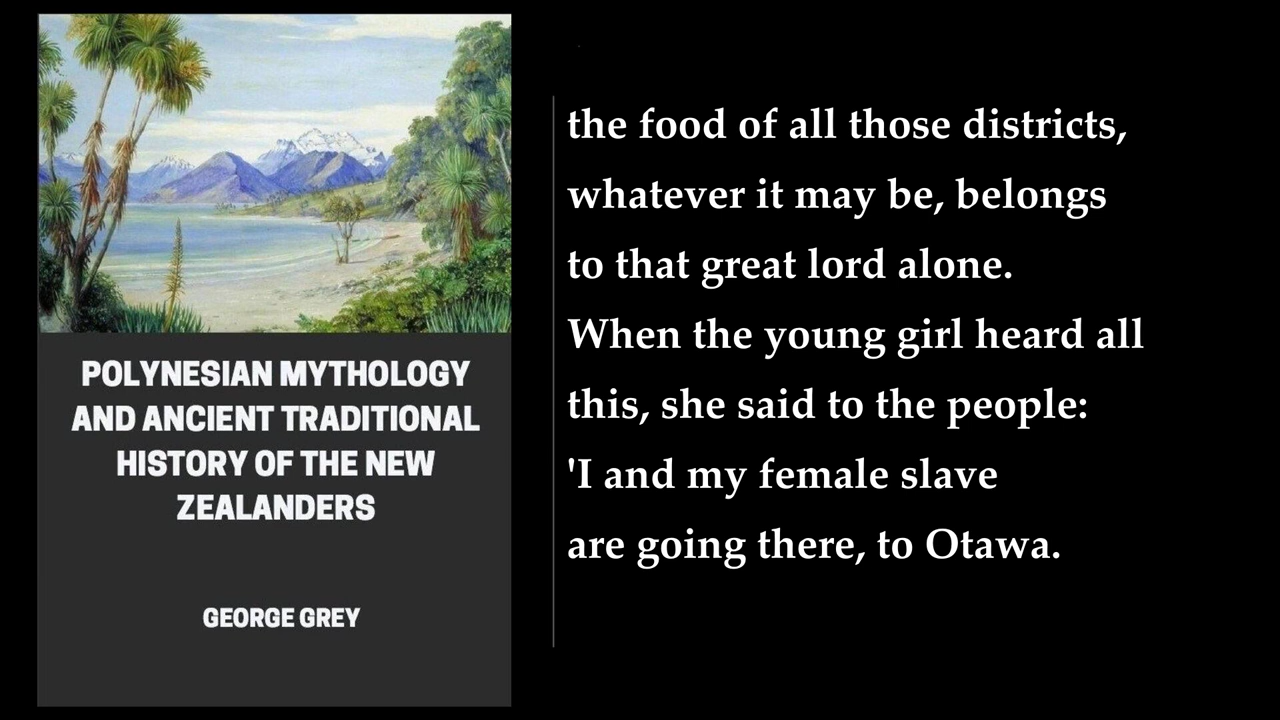 POLYNESIAN MYTHOLOGY
AND ANCIENT TRADITIONAL
HISTORY OF THE NEW
ZEALANDERS
GEORGE GREY
the food of all those districts,
whatever it may be, belongs
to that great lord alone.
When the young girl heard all
this, she said to the people:
'I and my female slave
are going there, to Otawa.